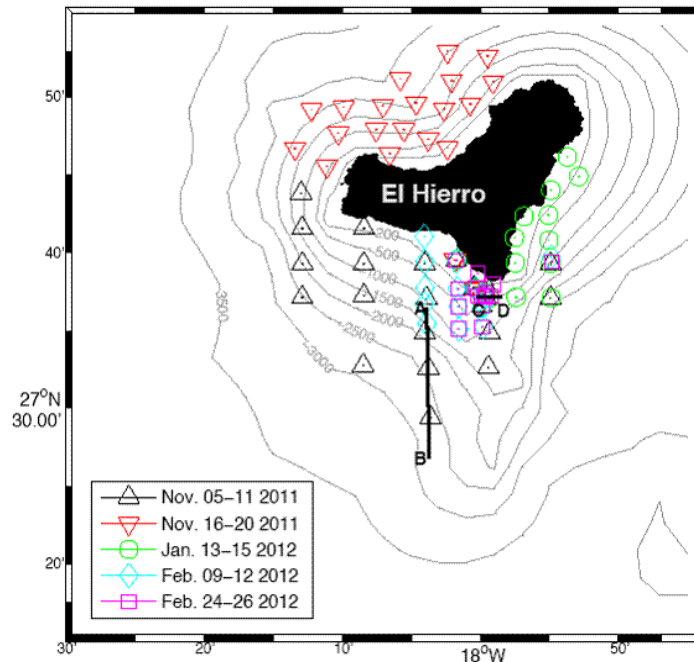 50'
El Hierro
40'
-200
-500
-1000
-1500
-2000
-2500
-3000
3500
A
C
D
27°N
30.00'
B
Nov. 05-11 2011
Nov. 16-20 2011
Jan. 13-15 2012
Feb. 09-12 2012
Feb. 24-26 2012
20'
30'
20'
10'
18°W
50'